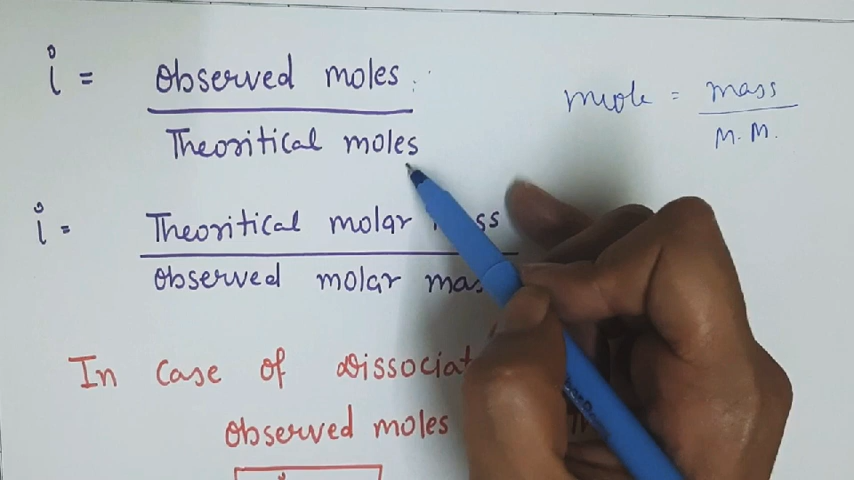 i = Observed moles
Theoritical moles
mole = mass
M.M.
i = Theoritical molar
observed molar
In case of
observed moles